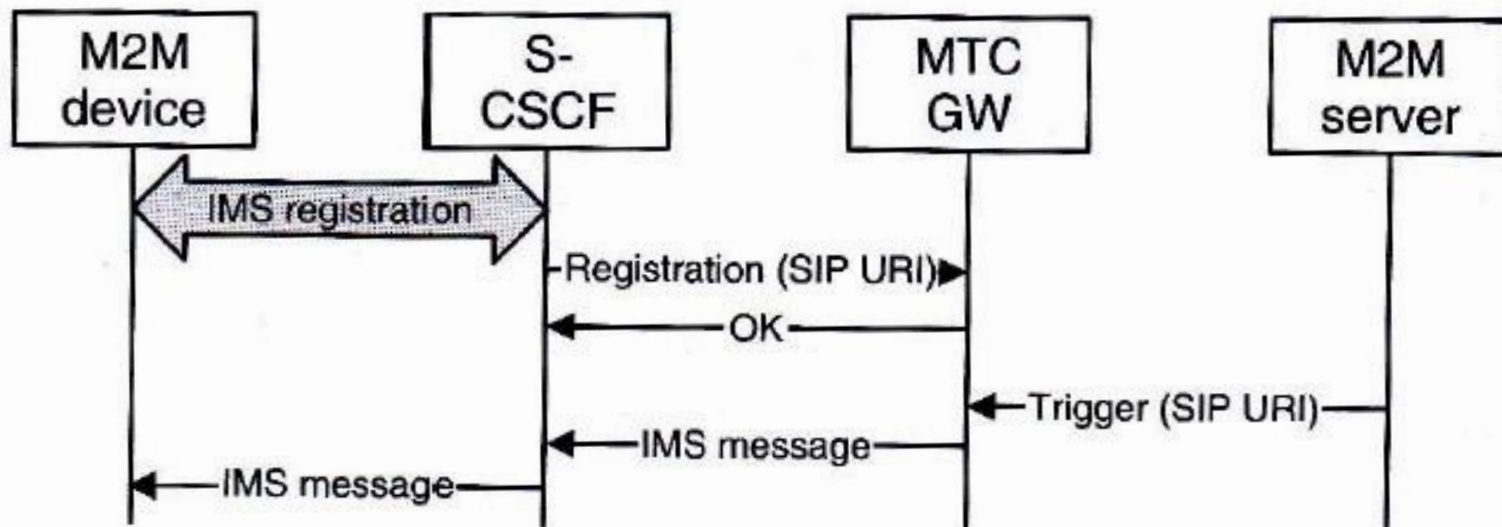 M2M
device
S-
CSCF
MTC
GW
M2M
server
IMS registration
Registration (SIP URI)
OK
Trigger (SIP URI)
IMS message
IMS message